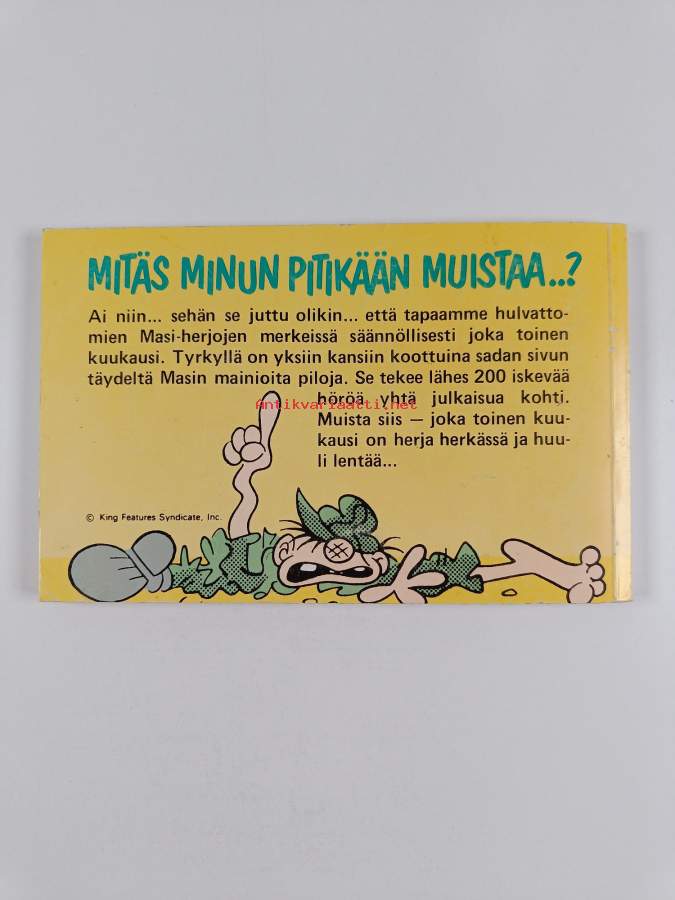 MITÄS MINUN PITIKÄÄN MUISTAA..?
Ai niin... sehän se juttu olikin... että tapaamme hulvatto-
mien Masi-herjojen merkeissä säännöllisesti joka toinen
kuukausi. Tyrkyllä on yksiin kansiin koottuina sadan sivun
täydeltä Masin mainioita piloja. Se tekee lähes 200 iskevää
höröä yhtä julkaisua kohti.
Antikvariaatti.net
Muista siis – joka toinen kuu-
kausi on herja herkässä ja huu-
li lentää...
© King Features Syndicate, Inc.